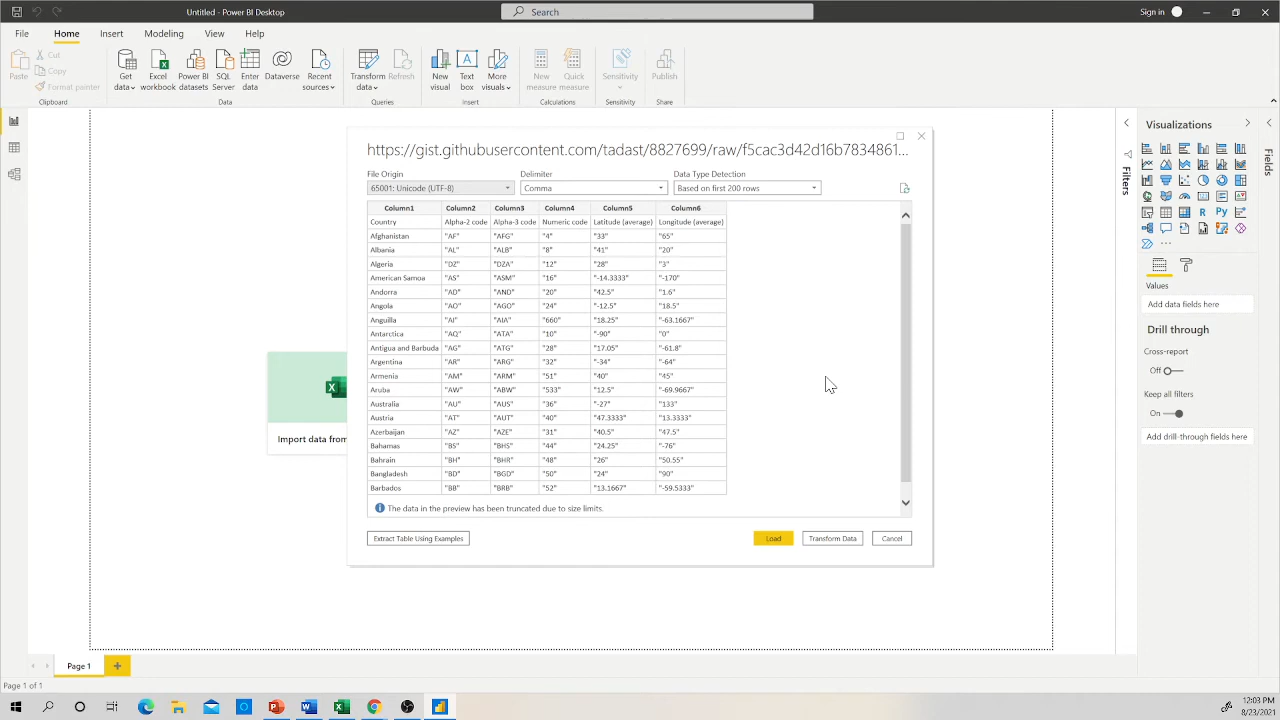 Untitled - Power BI Desktop
Search
Sign in
File Home Insert Modeling View Help
Paste
Cut
Copy
Format painter
Clipboard
Get data
Excel workbook
Power BI datasets
SQL Server
Enter data
Dataverse
Recent sources
Data
Transform data
Refresh
Queries
New visual
Text box
More visuals
Insert
New measure
Quick measure
Calculations
Sensitivity
Sensitivity
Publish
Share
https://gist.githubusercontent.com/tadast/8827699/raw/f5cac3d42d16b7834861...
File Origin Delimiter Data Type Detection
65001: Unicode (UTF-8) Comma Based on first 200 rows
Column1 Column2 Column3 Column4 Column5 Column6
Country Alpha-2 code Alpha-3 code Numeric code Latitude (average) Longitude (average)
Afghanistan "AF" "AFG" "4" "33" "65"
Albania "AL" "ALB" "8" "41" "20"
Algeria "DZ" "DZA" "12" "28" "3"
American Samoa "AS" "ASM" "16" "-14.3333" "-170"
Andorra "AD" "AND" "20" "42.5" "1.6"
Angola "AO" "AGO" "24" "-12.5" "18.5"
Anguilla "AI" "AIA" "660" "18.25" "-63.1667"
Antarctica "AQ" "ATA" "10" "-90" "0"
Antigua and Barbuda "AG" "ATG" "28" "17.05" "-61.8"
Argentina "AR" "ARG" "32" "-34" "-64"
Armenia "AM" "ARM" "51" "40" "45"
Aruba "AW" "ABW" "533" "12.5" "-69.9667"
Australia "AU" "AUS" "36" "-27" "133"
Austria "AT" "AUT" "40" "47.3333" "13.3333"
Azerbaijan "AZ" "AZE" "31" "40.5" "47.5"
Bahamas "BS" "BHS" "44" "24.25" "-76"
Bahrain "BH" "BHR" "48" "26" "50.55"
Bangladesh "BD" "BGD" "50" "24" "90"
Barbados "BB" "BRB" "52" "13.1667" "-59.5333"
The data in the preview has been truncated due to size limits.
Extract Table Using Examples Load Transform Data Cancel
Import data from
Filters
Visualizations
R Py
Values
Add data fields here
Drill through
Cross-report
Off
Keep all filters
On
Add drill-through fields here
Fields
Page 1
Page 1 of 1
12:03 PM
8/23/2021